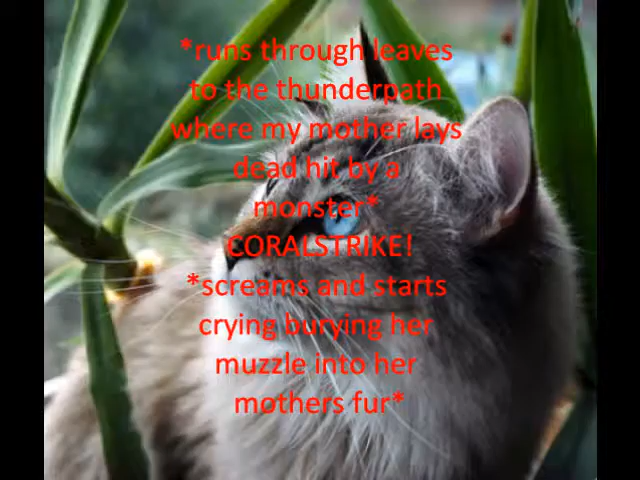 *runs through leaves
to the thunderpath
where my mother lays
dead hit by a
monster*
CORALSTRIKE!
*screams and starts
crying burying her
muzzle into her
mothers fur*